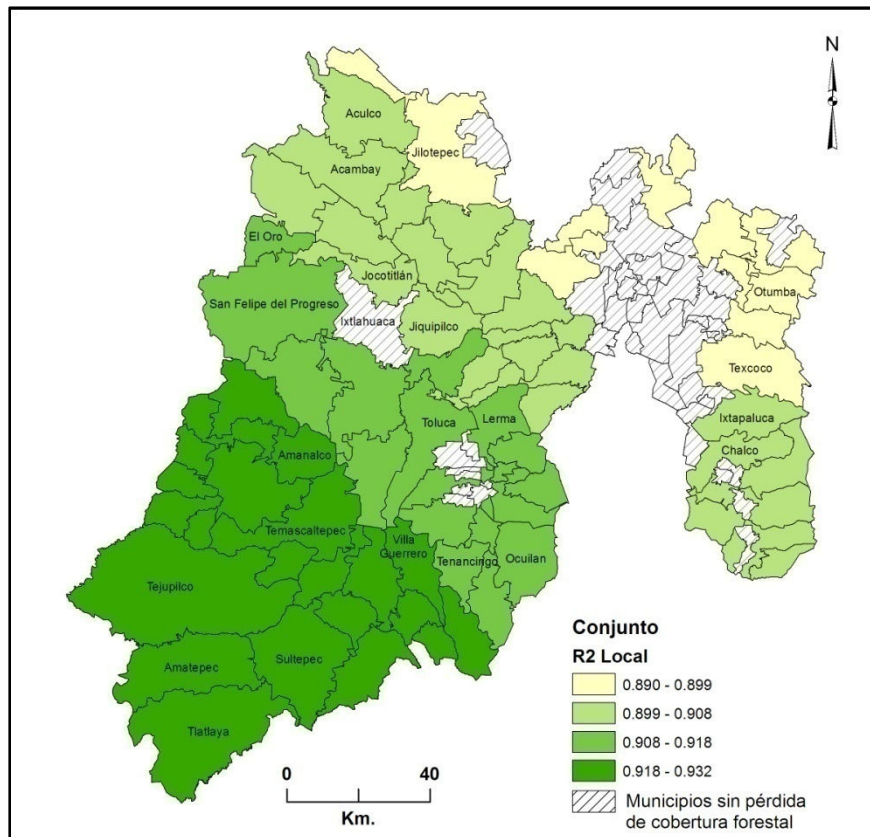 N
Aculco
Jilotepec
Acambay
El Oro
Jocotitlán
San Felipe del Progreso
Ixtlahuaca
Jiquipilco
Otumba
Texcoco
Ixtapaluca
Chalco
Toluca
Lerma
Amanalco
Temascaltepec
Villa
Guerrero
Tenancingo
Ocuilan
Tejupilco
Sultepec
Amatepec
Tlatlaya
Conjunto
R2 Local
0.890 - 0.899
0.899 - 0.908
0.908 - 0.918
0.918 - 0.932
Municipios sin pérdida
de cobertura forestal
0 40
Km.